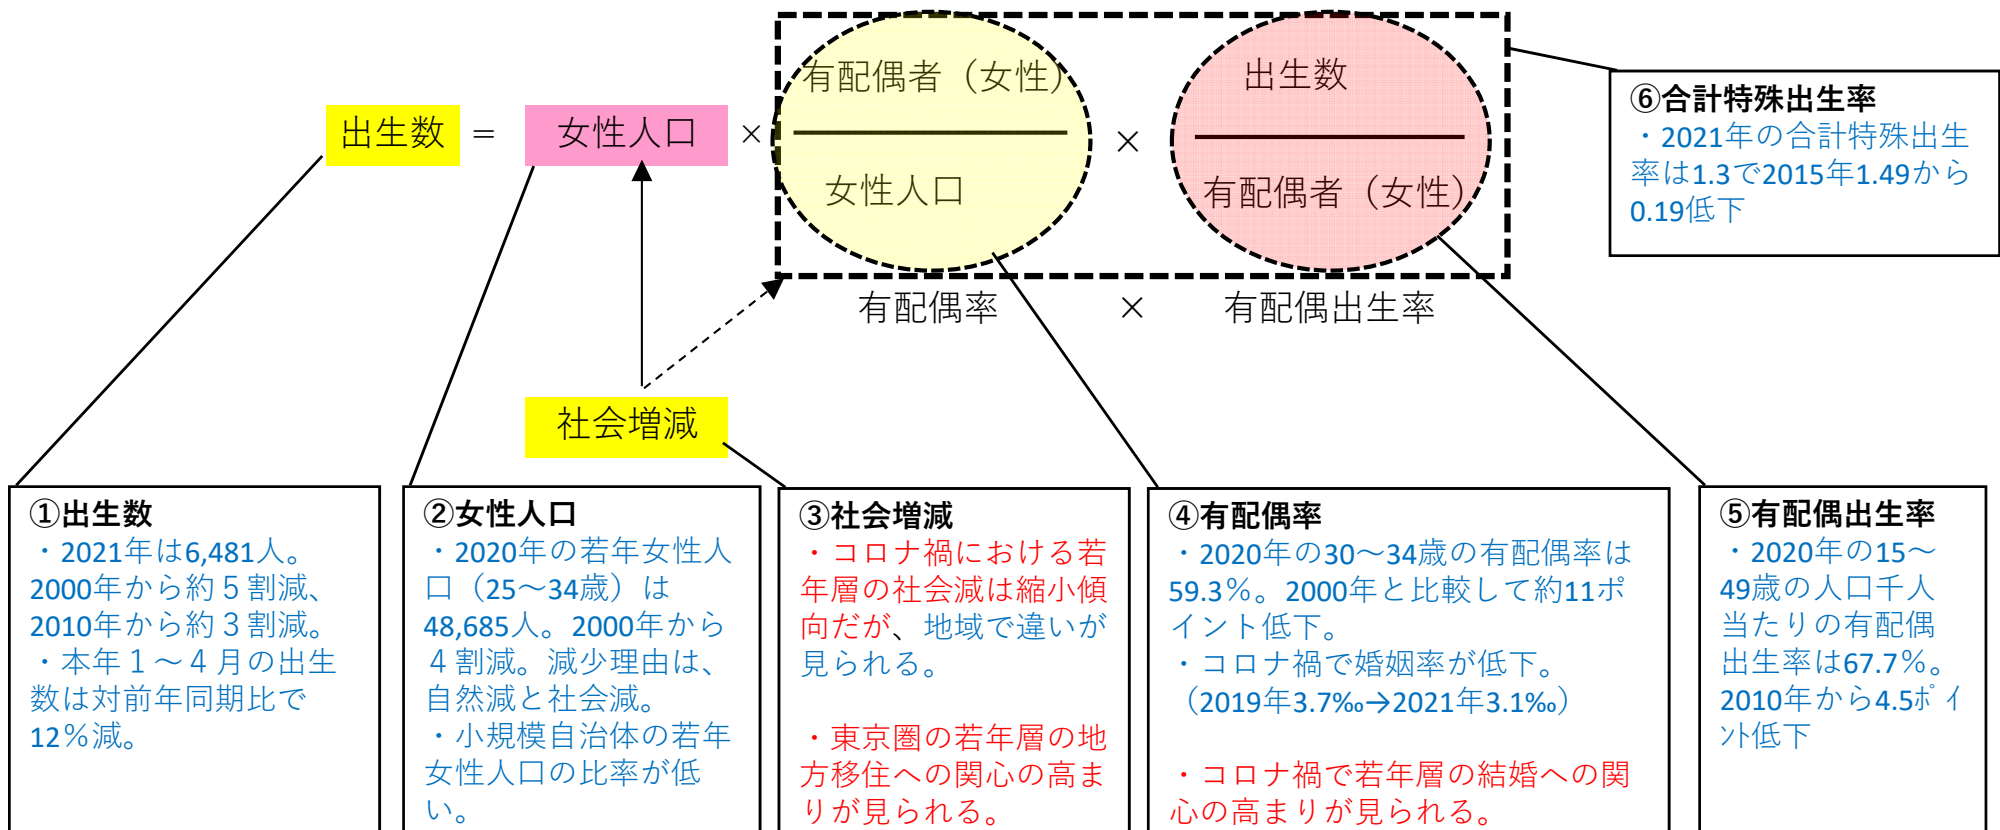 有配偶者（女性）
出生数
出生数 ＝ 女性人口 × ×
女性人口
有配偶者（女性）
有配偶率 × 有配偶出生率
社会増減
⑥合計特殊出生率
・2021年の合計特殊出生
率は1.3で2015年1.49から
0.19低下
①出生数
・2021年は6,481人。
2000年から約５割減、
2010年から約３割減。
・本年１～４月の出生
数は対前年同期比で
12％減。
②女性人口
・2020年の若年女性人
口（25～34歳）は
48,685人。2000年から
４割減。減少理由は、
自然減と社会減。
・小規模自治体の若年
女性人口の比率が低
い。
③社会増減
・コロナ禍における若
年層の社会減は縮小傾
向だが、地域で違いが
見られる。
・東京圏の若年層の地
方移住への関心の高ま
りが見られる。
④有配偶率
・2020年の30～34歳の有配偶率は
59.3％。2000年と比較して約11ポ
イント低下。
・コロナ禍で婚姻率が低下。
（2019年3.7‰→2021年3.1‰）
・コロナ禍で若年層の結婚への関
心の高まりが見られる。
⑤有配偶出生率
・2020年の15～
49歳の人口千人
当たりの有配偶
出生率は67.7％。
2010年から4.5ﾎﾟｲ
ﾝﾄ低下